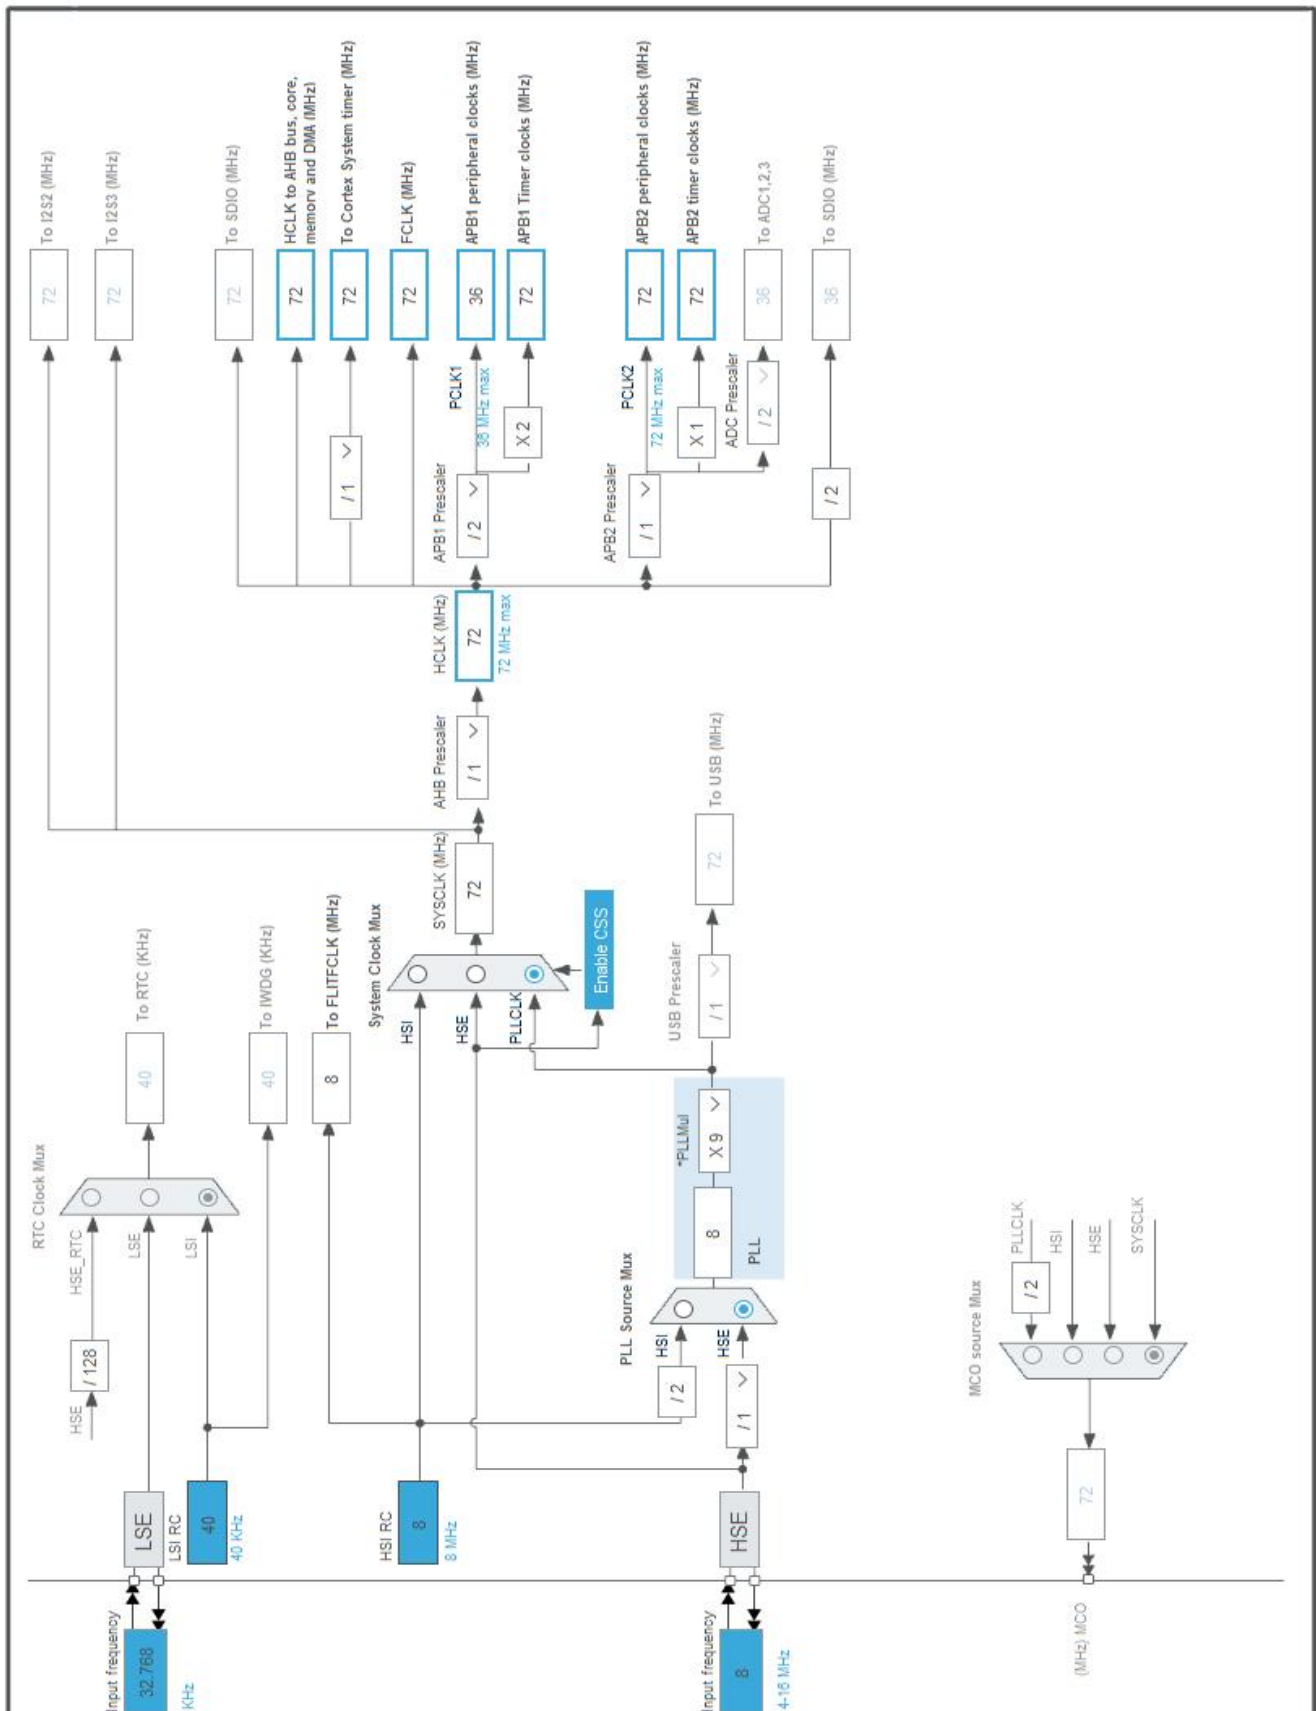 Input frequency
32.768
KHz
LSE
LSI RC
40
40 KHz
HSE
/ 128
HSE_RTC
LSE
LSI
RTC Clock Mux
40
To RTC (KHz)
40
To IWDG (KHz)
8
To FLITFCLK (MHz)
72
To I2S2 (MHz)
72
To I2S3 (MHz)
HSI RC
8
8 MHz
System Clock Mux
HSI
HSE
PLLCLK
Enable CSS
SYSCLK (MHz)
72
AHB Prescaler
/ 1
HCLK (MHz)
72
72 MHz max
72
To SDIO (MHz)
72
HCLK to AHB bus, core,
memory and DMA (MHz)
/ 1
72
To Cortex System timer (MHz)
72
FCLK (MHz)
APB1 Prescaler
/ 2
PCLK1
36 MHz max
36
APB1 peripheral clocks (MHz)
X 2
72
APB1 Timer clocks (MHz)
APB2 Prescaler
/ 1
PCLK2
72 MHz max
72
APB2 peripheral clocks (MHz)
X 1
72
APB2 timer clocks (MHz)
ADC Prescaler
/ 2
36
To ADC1,2,3
/ 2
36
To SDIO (MHz)
Input frequency
8
4-16 MHz
HSE
PLL Source Mux
/ 2
HSI
/ 1
HSE
8
*PLLMul
X 9
PLL
USB Prescaler
/ 1
72
To USB (MHz)
MCO source Mux
/ 2
PLLCLK
HSI
HSE
SYSCLK
72
(MHz) MCO